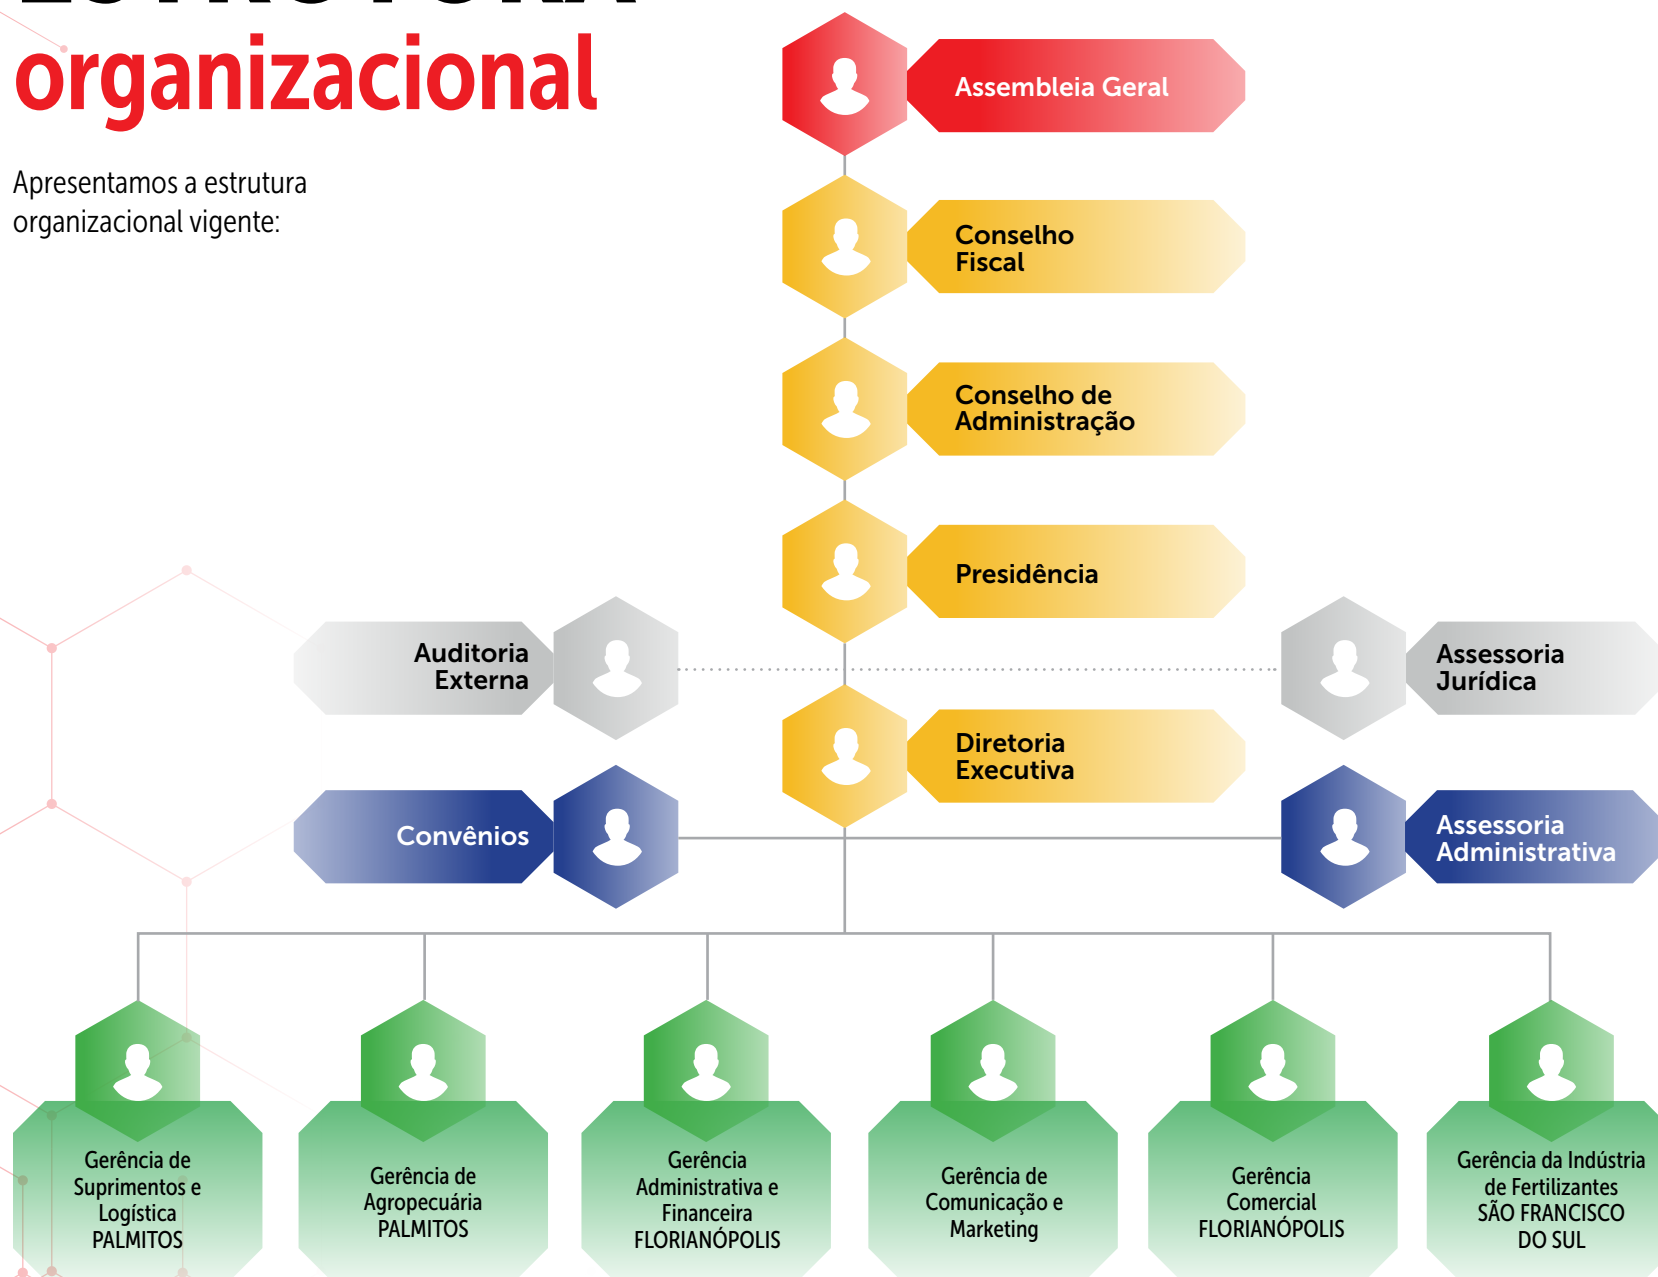 ESTRUTURA
organizacional
Apresentamos a estrutura
organizacional vigente:
Assembleia Geral
Conselho
Fiscal
Conselho de
Administração
Presidência
Auditoria
Externa
Assessoria
Jurídica
Diretoria
Executiva
Convênios
Assessoria
Administrativa
Gerência de
Suprimentos e
Logística
PALMITOS
Gerência de
Agropecuária
PALMITOS
Gerência
Administrativa e
Financeira
FLORIANÓPOLIS
Gerência de
Comunicação e
Marketing
Gerência
Comercial
FLORIANÓPOLIS
Gerência da Indústria
de Fertilizantes
SÃO FRANCISCO
DO SUL